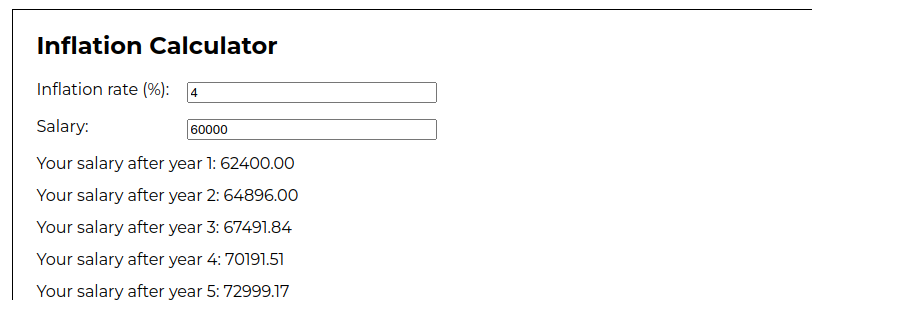 Inflation Calculator
Inflation rate (%): 4
Salary: 60000
Your salary after year 1: 62400.00
Your salary after year 2: 64896.00
Your salary after year 3: 67491.84
Your salary after year 4: 70191.51
Your salary after year 5: 72999.17